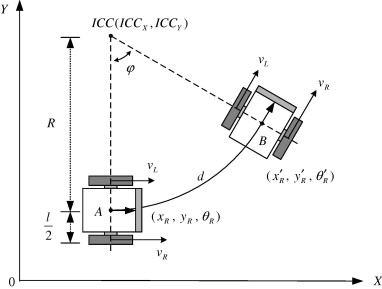 Y
ICC(ICC_X, ICC_Y)
φ
v_L
v_R
R
B
v_L
d
(x′_R, y′_R, θ′_R)
A
(x_R, y_R, θ_R)
l/2
v_R
0
X